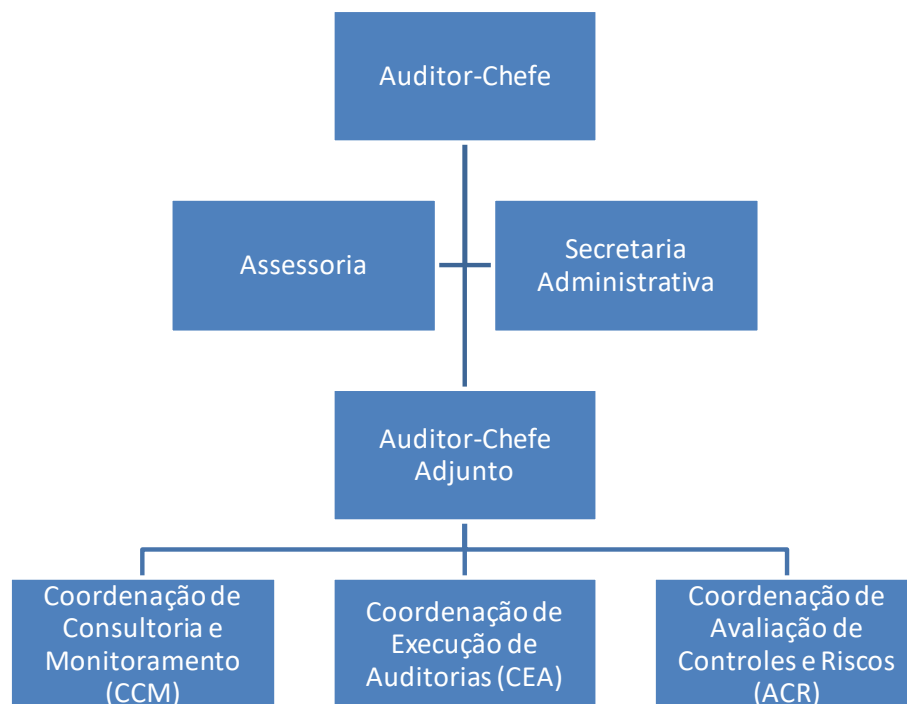 Auditor-Chefe
Assessoria
Secretaria
Administrativa
Auditor-Chefe
Adjunto
Coordenação de
Consultoria e
Monitoramento
(CCM)
Coordenação de
Execução de
Auditorias (CEA)
Coordenação de
Avaliação de
Controles e Riscos
(ACR)